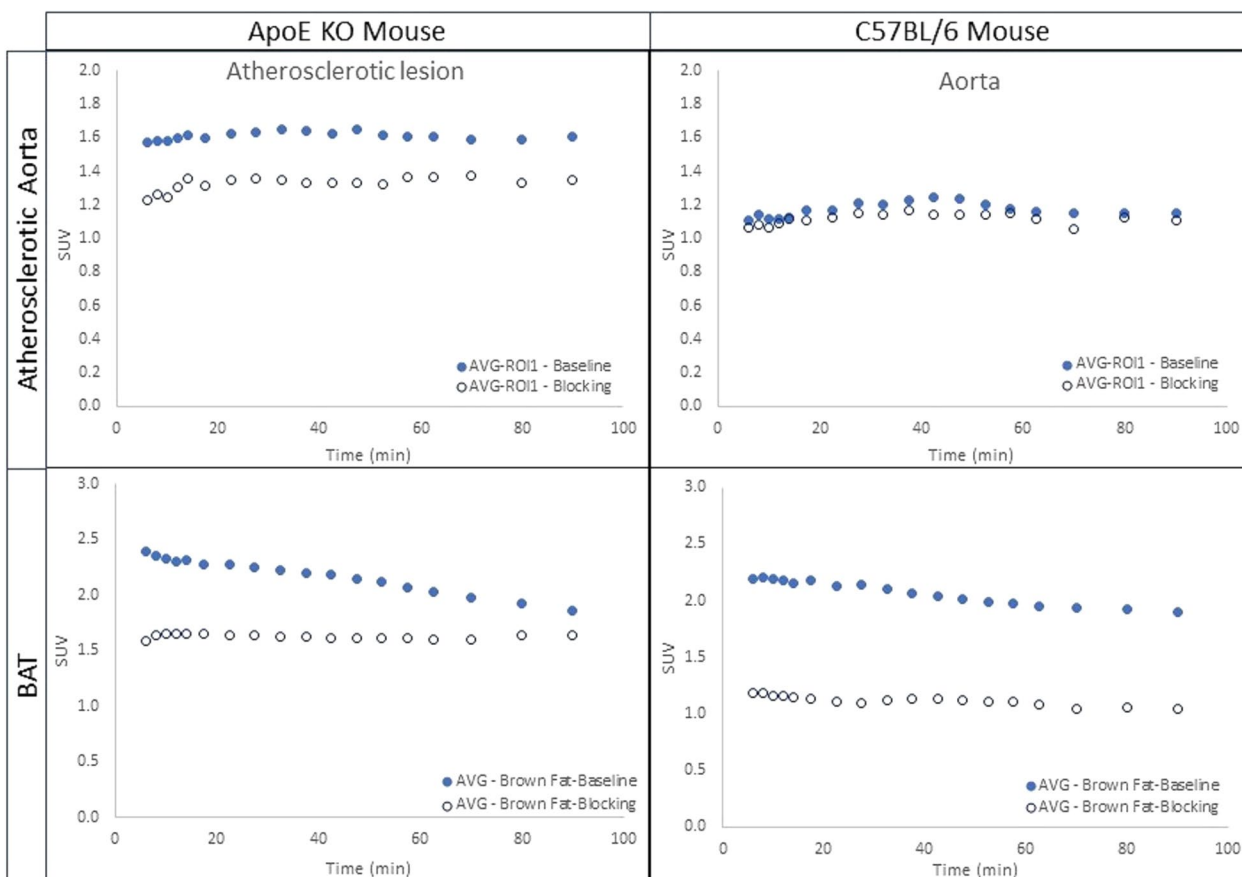 ApoE KO Mouse
C57BL/6 Mouse
Atherosclerotic Aorta
Atherosclerotic lesion
2.0
1.8
1.6
1.4
1.2
1.0
0.8
0.6
0.4
0.2
0.0
SUV
AVG-ROI1 - Baseline
AVG-ROI1 - Blocking
0 20 40 60 80 100
Time (min)
Aorta
2.0
1.8
1.6
1.4
1.2
1.0
0.8
0.6
0.4
0.2
0.0
SUV
AVG-ROI1 - Baseline
AVG-ROI1 - Blocking
0 20 40 60 80 100
Time (min)
BAT
3.0
2.5
2.0
1.5
1.0
0.5
0.0
SUV
AVG - Brown Fat-Baseline
AVG - Brown Fat-Blocking
0 20 40 60 80 100
Time (min)
3.0
2.5
2.0
1.5
1.0
0.5
0.0
SUV
AVG - Brown Fat-Baseline
AVG - Brown Fat-Blocking
0 20 40 60 80 100
Time (min)